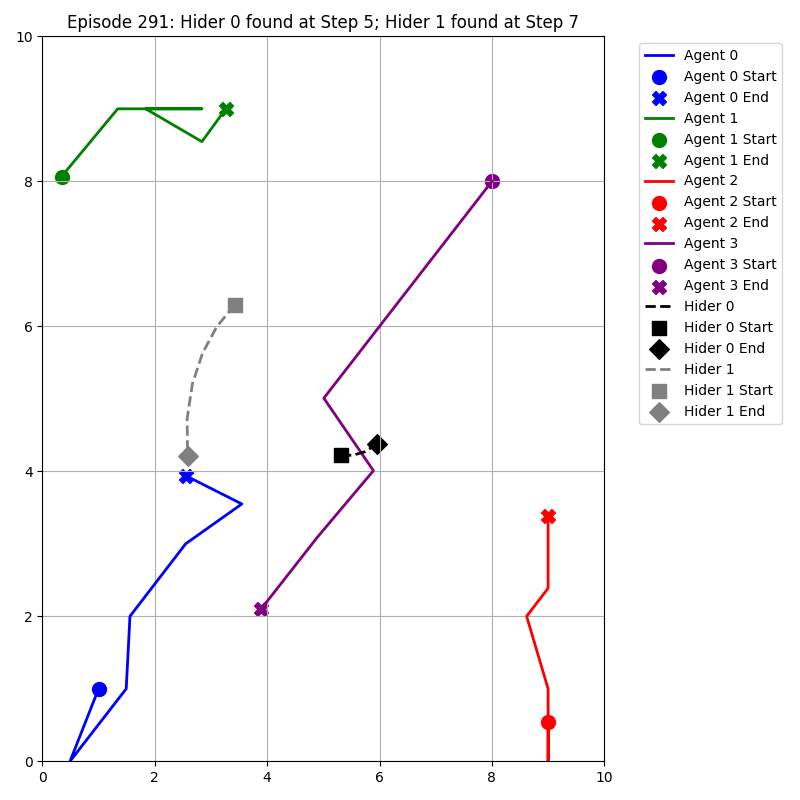 Episode 291: Hider 0 found at Step 5; Hider 1 found at Step 7
10
8
6
4
2
0
0
2
4
6
8
10
Agent 0
Agent 0 Start
Agent 0 End
Agent 1
Agent 1 Start
Agent 1 End
Agent 2
Agent 2 Start
Agent 2 End
Agent 3
Agent 3 Start
Agent 3 End
Hider 0
Hider 0 Start
Hider 0 End
Hider 1
Hider 1 Start
Hider 1 End